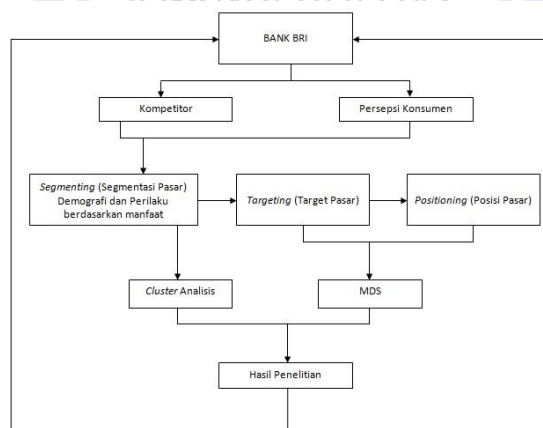 BANK BRI
Kompetitor
Persepsi Konsumen
Segmenting (Segmentasi Pasar)
Demografi dan Perilaku
berdasarkan manfaat
Targeting (Target Pasar)
Positioning (Posisi Pasar)
Cluster Analisis
MDS
Hasil Penelitian